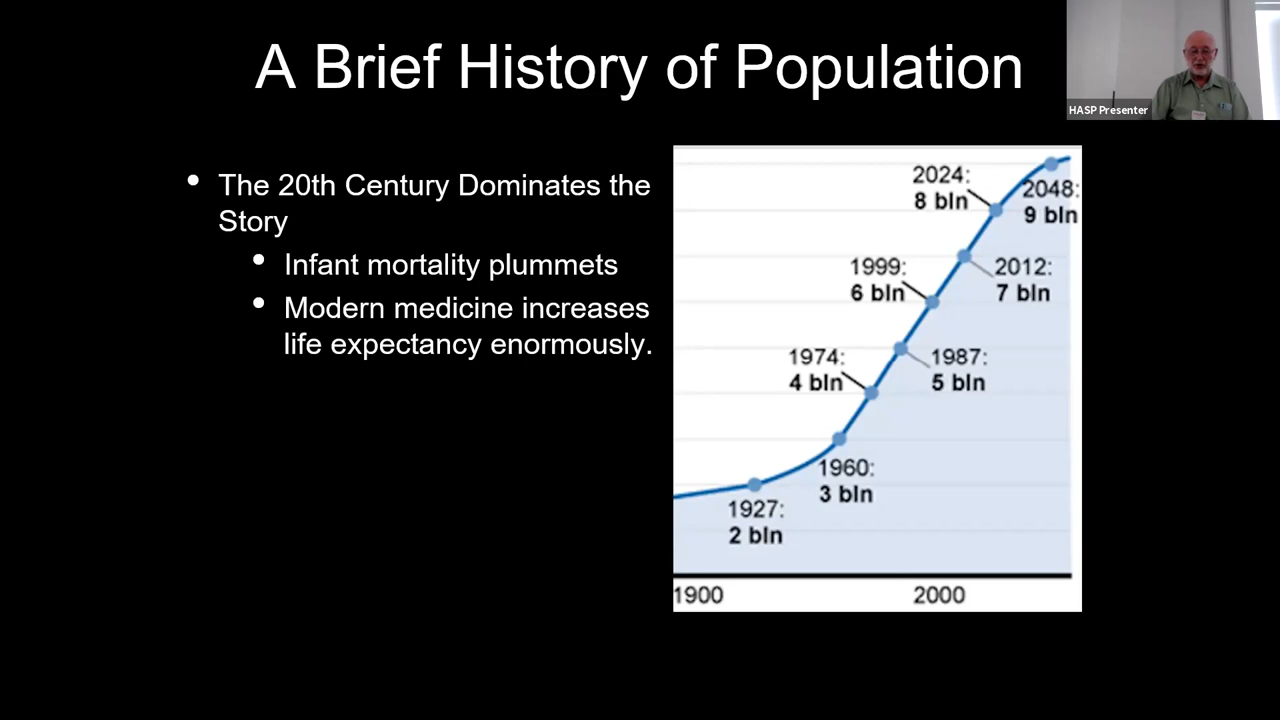 A Brief History of Population
HASP Presenter
• The 20th Century Dominates the
Story
• Infant mortality plummets
• Modern medicine increases
life expectancy enormously.
2024:
8 bln
2048:
9 bln
1999:
6 bln
2012:
7 bln
1974:
4 bln
1987:
5 bln
1960:
3 bln
1927:
2 bln
1900
2000